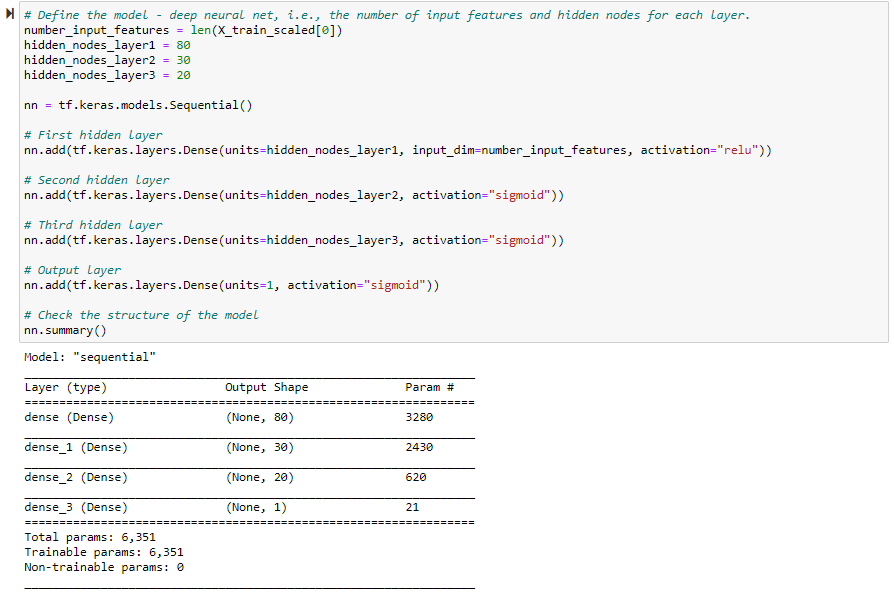 # Define the model - deep neural net, i.e., the number of input features and hidden nodes for each layer.
number_input_features = len(X_train_scaled[0])
hidden_nodes_layer1 = 80
hidden_nodes_layer2 = 30
hidden_nodes_layer3 = 20
nn = tf.keras.models.Sequential()
# First hidden layer
nn.add(tf.keras.layers.Dense(units=hidden_nodes_layer1, input_dim=number_input_features, activation="relu"))
# Second hidden layer
nn.add(tf.keras.layers.Dense(units=hidden_nodes_layer2, activation="sigmoid"))
# Third hidden layer
nn.add(tf.keras.layers.Dense(units=hidden_nodes_layer3, activation="sigmoid"))
# Output layer
nn.add(tf.keras.layers.Dense(units=1, activation="sigmoid"))
# Check the structure of the model
nn.summary()
Model: "sequential"
_________________________________________________________________
Layer (type)                 Output Shape              Param #
=================================================================
dense (Dense)                (None, 80)                3280
_________________________________________________________________
dense_1 (Dense)              (None, 30)                2430
_________________________________________________________________
dense_2 (Dense)              (None, 20)                620
_________________________________________________________________
dense_3 (Dense)              (None, 1)                 21
=================================================================
Total params: 6,351
Trainable params: 6,351
Non-trainable params: 0
_________________________________________________________________